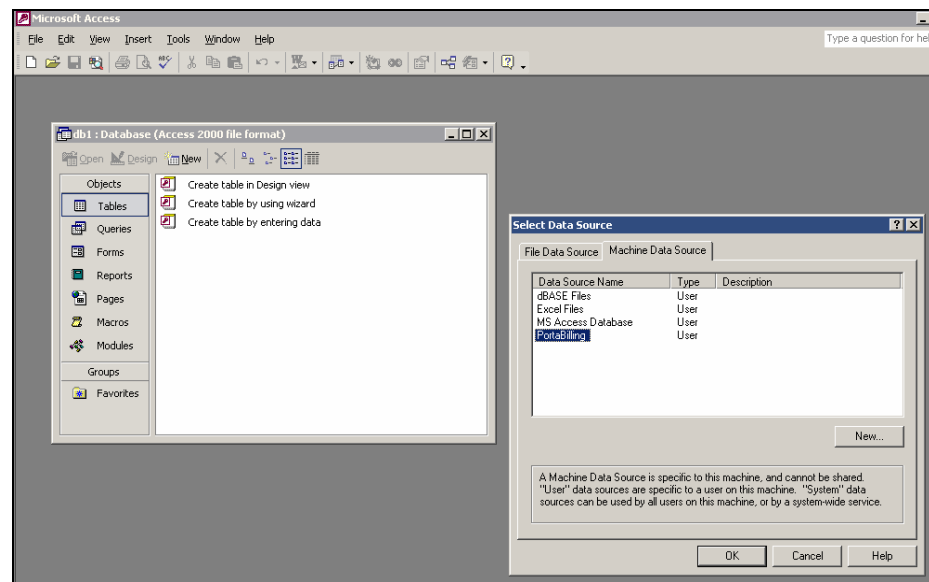 Microsoft Access
File Edit View Insert Tools Window Help
Type a question for hel
db1 : Database (Access 2000 file format)
Open Design New
Objects
Tables
Queries
Forms
Reports
Pages
Macros
Modules
Groups
Favorites
Create table in Design view
Create table by using wizard
Create table by entering data
Select Data Source
File Data Source Machine Data Source
Data Source Name Type Description
dBASE Files User
Excel Files User
MS Access Database User
PortaBilling User
New...
A Machine Data Source is specific to this machine, and cannot be shared.
"User" data sources are specific to a user on this machine. "System" data
sources can be used by all users on this machine, or by a system-wide service.
OK Cancel Help